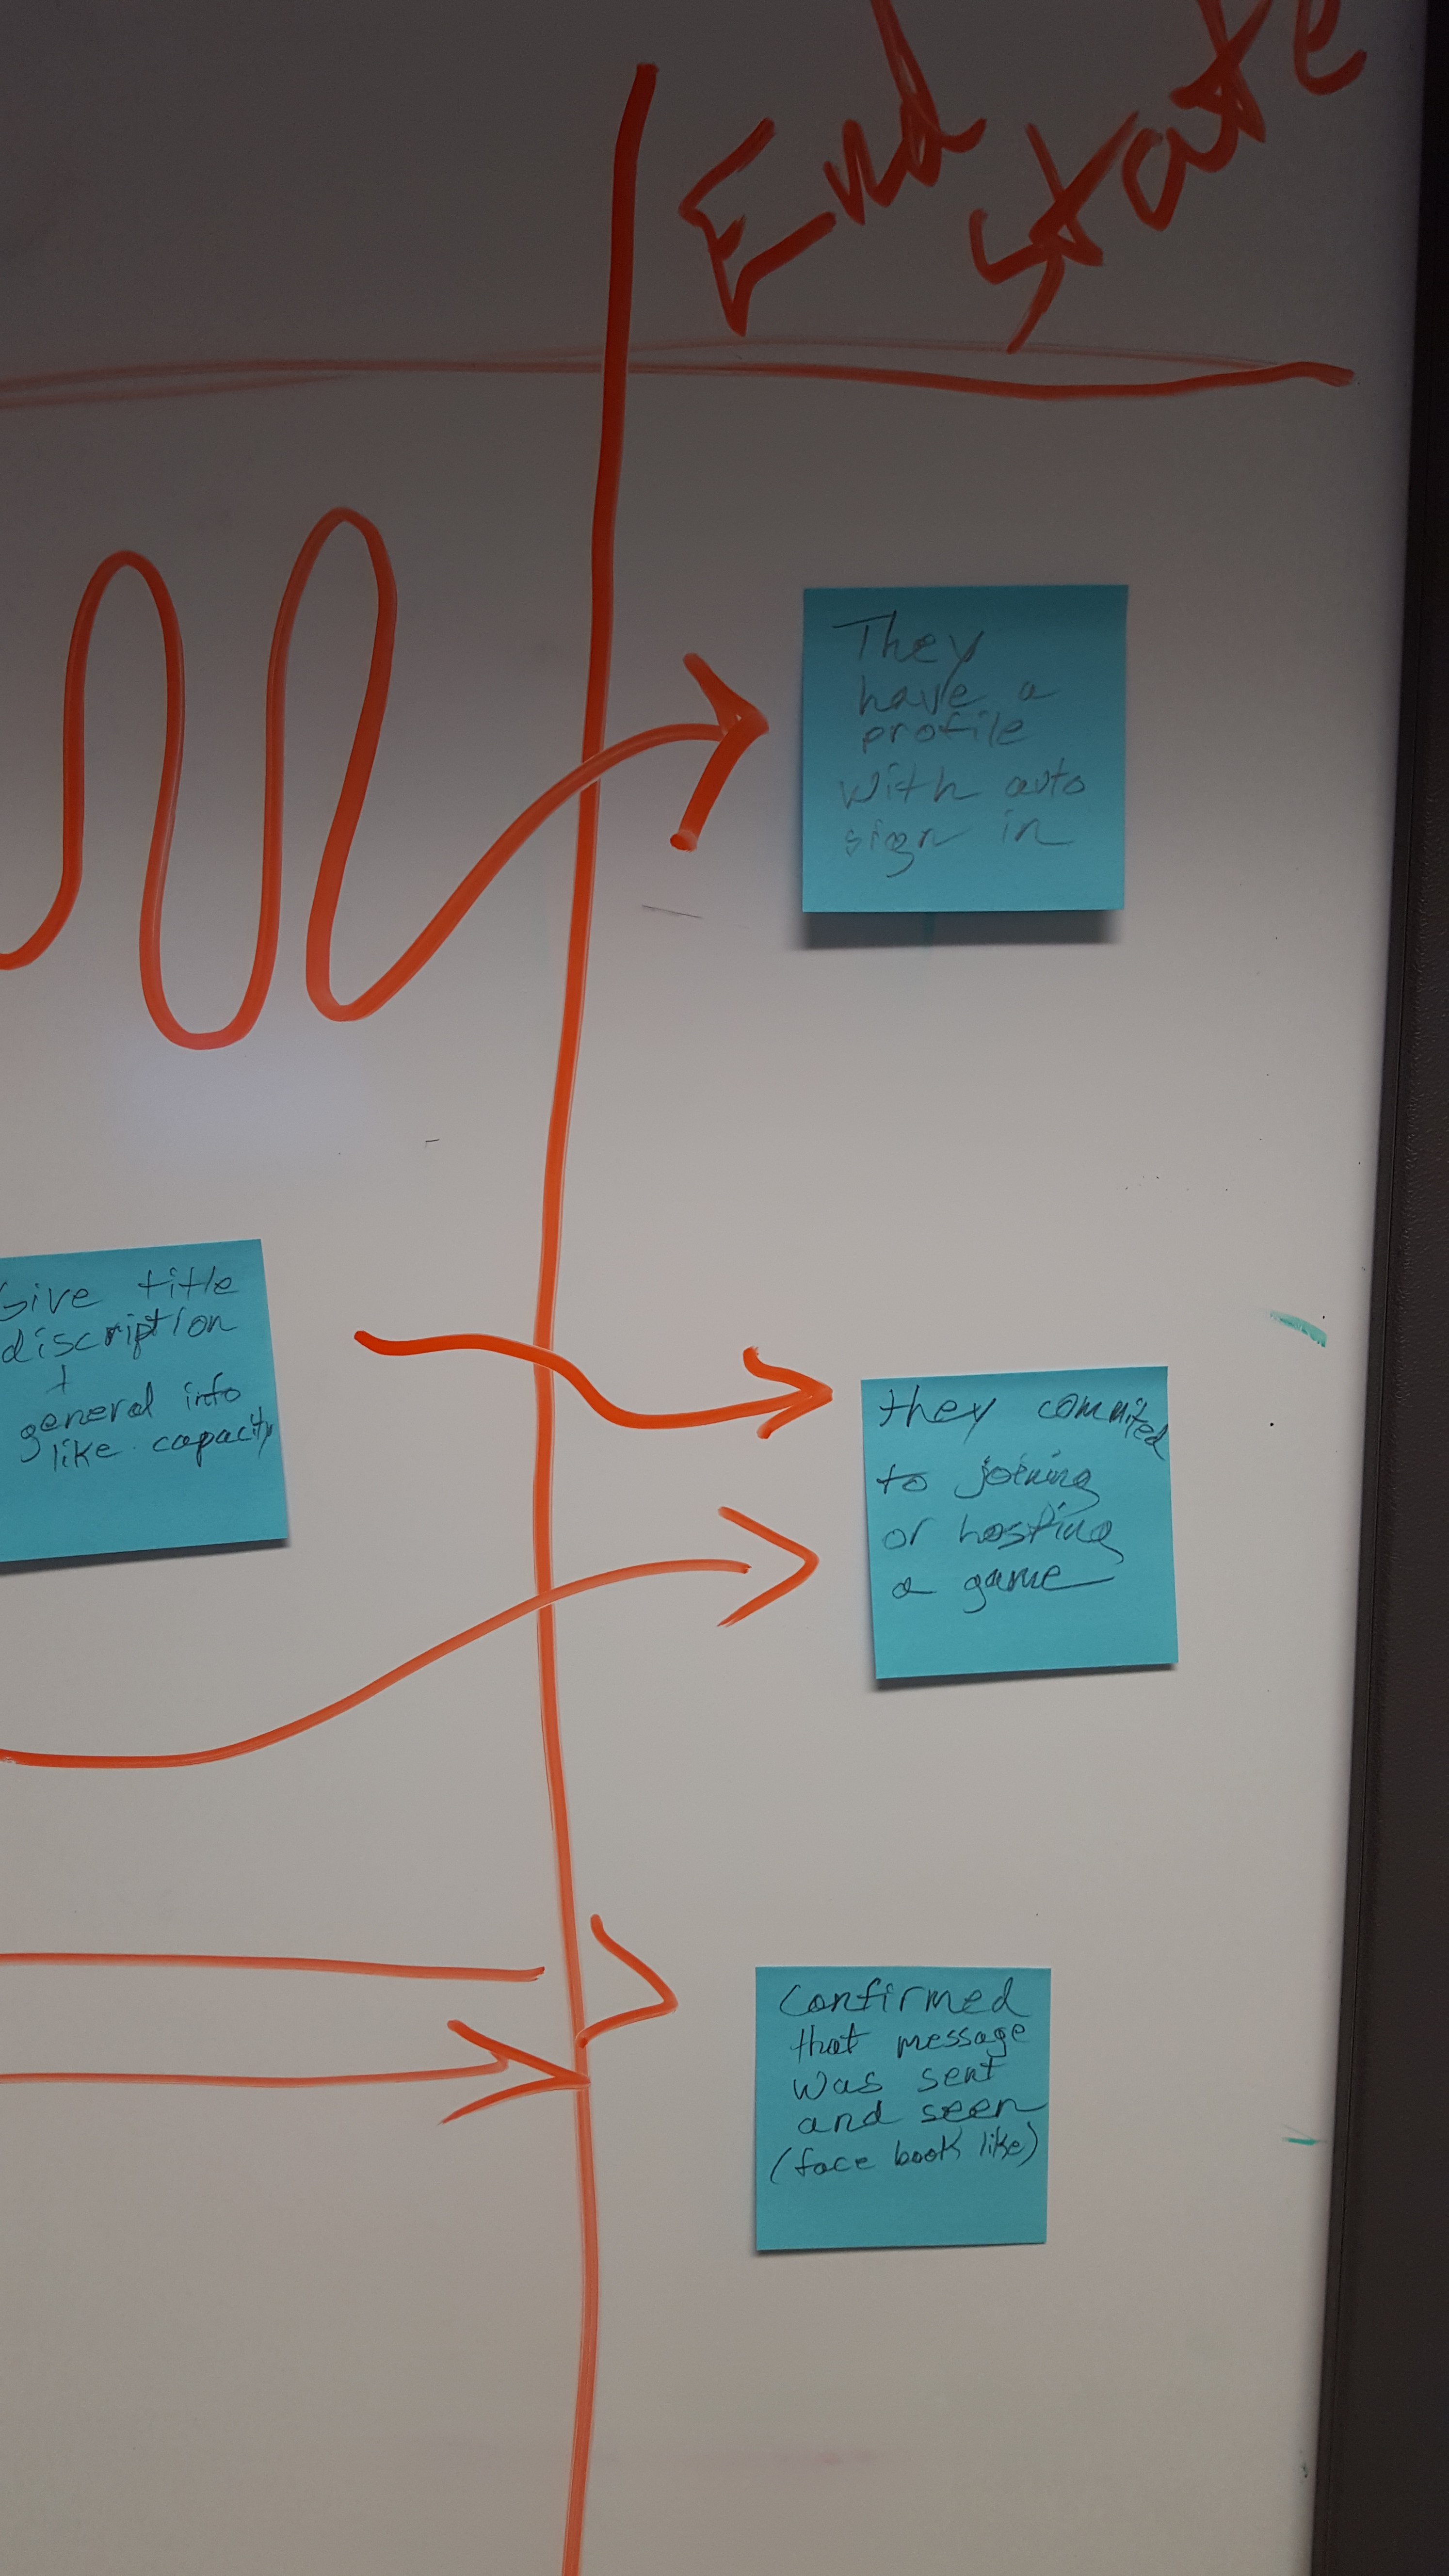 End
state
They
have a
profile
with auto
sign in
Give title
discription
+
general info
like capacity
they commited
to joining
or hosting
a game
Confirmed
that message
was sent
and seen
(face book like)